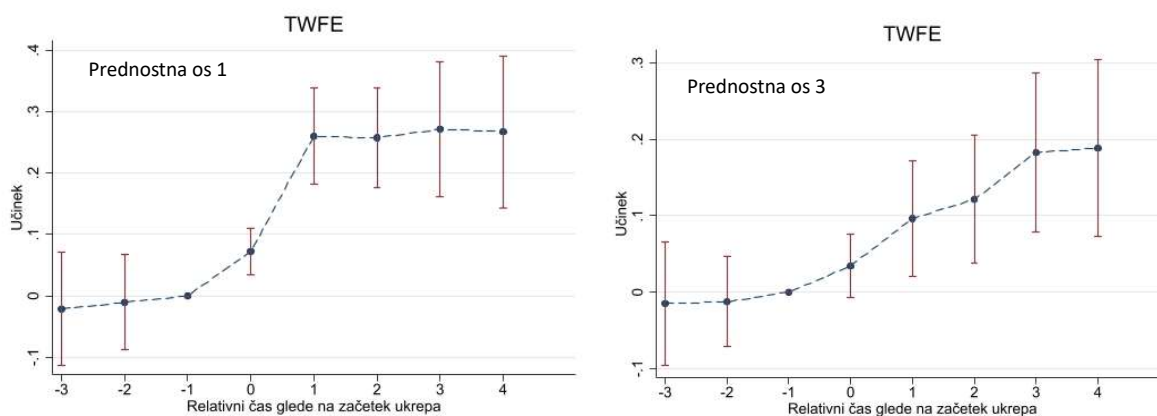 TWFE
Prednostna os 1
.4
.3
.2
.1
0
-.1
Učinek
-3 -2 -1 0 1 2 3 4
Relativni čas glede na začetek ukrepa
TWFE
Prednostna os 3
.3
.2
.1
0
-.1
Učinek
-3 -2 -1 0 1 2 3 4
Relativni čas glede na začetek ukrepa